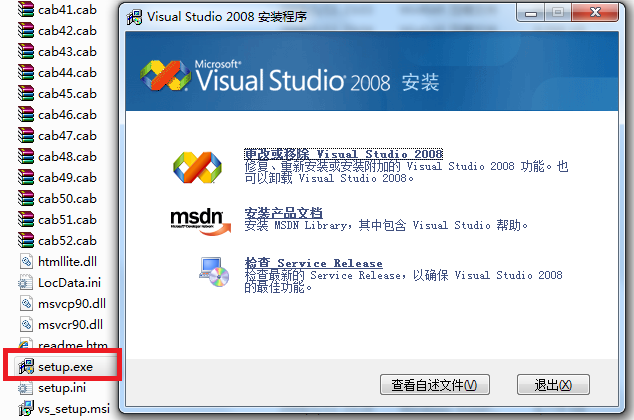 cab41.cab
cab42.cab
cab43.cab
cab44.cab
cab45.cab
cab46.cab
cab47.cab
cab48.cab
cab49.cab
cab50.cab
cab51.cab
cab52.cab
htmllite.dll
LocData.ini
msvcp90.dll
msvcr90.dll
readme.htm
setup.exe
setup.ini
vs_setup.msi
Visual Studio 2008 安装程序
Microsoft®
Visual Studio® 2008 安装
更改或移除 Visual Studio 2008
修复、重新安装或安装附加的 Visual Studio 2008 功能。也
可以卸载 Visual Studio 2008。
msdn
Microsoft Developer Network
安装产品文档
安装 MSDN Library，其中包含 Visual Studio 帮助。
检查 Service Release
检查最新的 Service Release，以确保 Visual Studio 2008
的最佳功能。
查看自述文件(V)
退出(X)